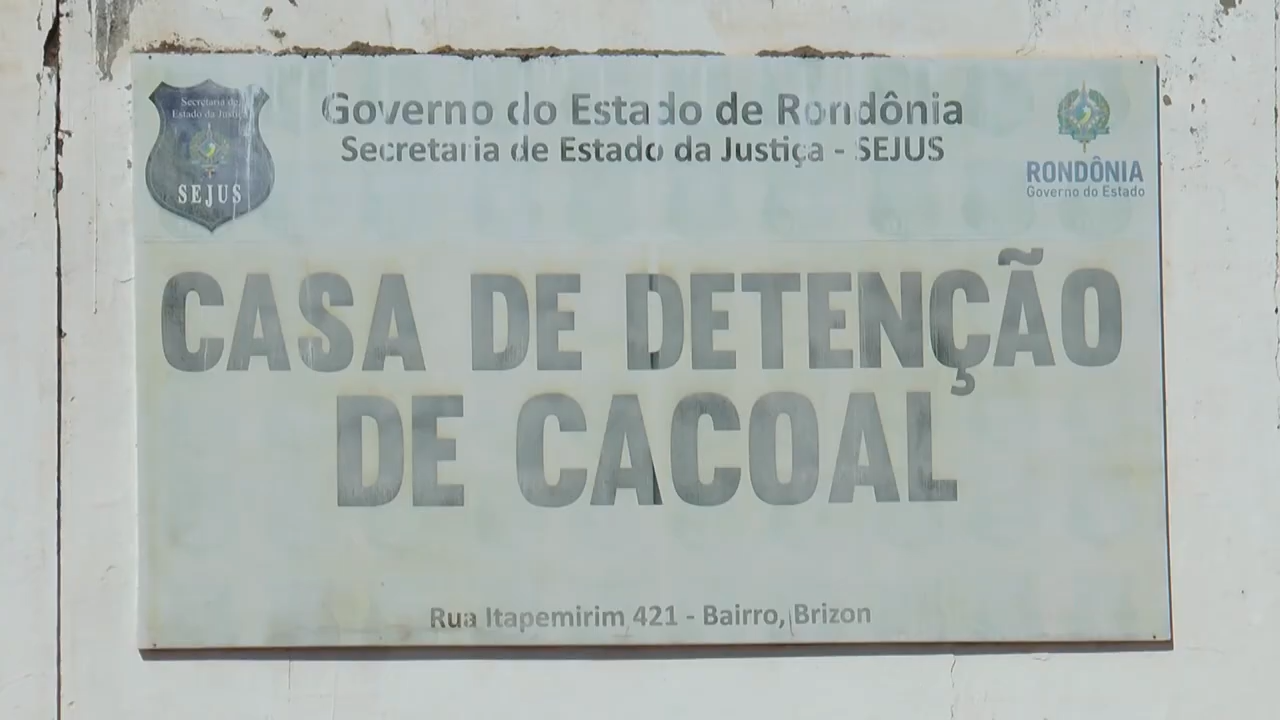 Secretaria de
Estado da Justiça
SEJUS
Governo do Estado de Rondônia
Secretaria de Estado da Justiça - SEJUS
RONDÔNIA
Governo do Estado
CASA DE DETENÇÃO
DE CACOAL
Rua Itapemirim 421 - Bairro, Brizon